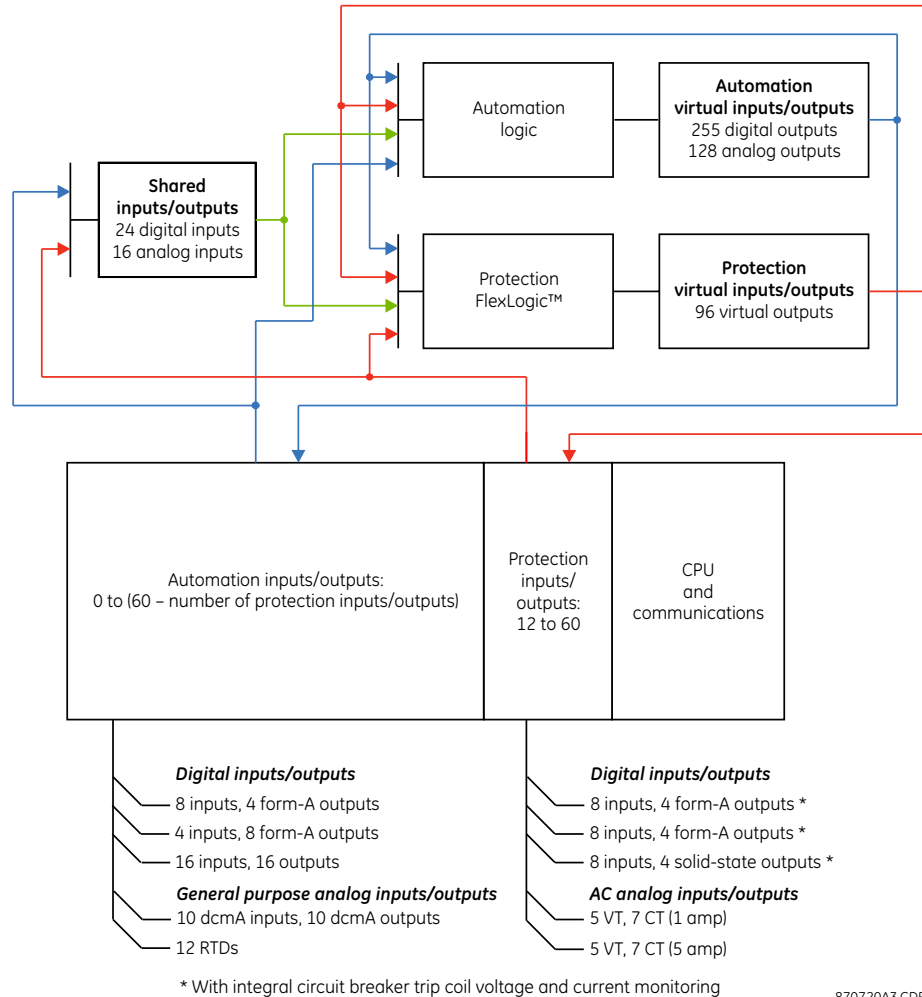 Automation
logic
Automation
virtual inputs/outputs
255 digital outputs
128 analog outputs
Shared
inputs/outputs
24 digital inputs
16 analog inputs
Protection
FlexLogic™
Protection
virtual inputs/outputs
96 virtual outputs
Automation inputs/outputs:
0 to (60 – number of protection inputs/outputs)
Protection
inputs/
outputs:
12 to 60
CPU
and
communications
Digital inputs/outputs
8 inputs, 4 form-A outputs
4 inputs, 8 form-A outputs
16 inputs, 16 outputs
General purpose analog inputs/outputs
10 dcmA inputs, 10 dcmA outputs
12 RTDs
Digital inputs/outputs
8 inputs, 4 form-A outputs *
8 inputs, 4 form-A outputs *
8 inputs, 4 solid-state outputs *
AC analog inputs/outputs
5 VT, 7 CT (1 amp)
5 VT, 7 CT (5 amp)
* With integral circuit breaker trip coil voltage and current monitoring